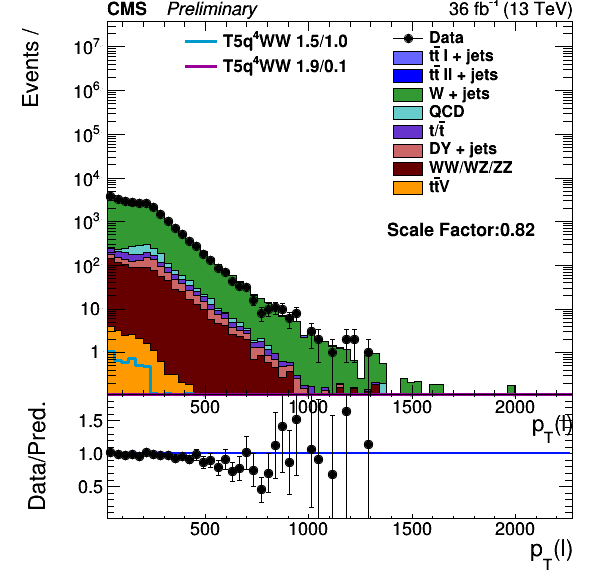 CMS Preliminary 36 fb⁻¹ (13 TeV)
Events /
10⁷
10⁶
10⁵
10⁴
10³
10²
10
1
T5q⁴WW 1.5/1.0
T5q⁴WW 1.9/0.1
Data
tt̄ l + jets
tt̄ ll + jets
W + jets
QCD
t/t̄
DY + jets
WW/WZ/ZZ
tt̄V
Scale Factor:0.82
500 1000 1500 2000
p_T(l)
Data/Pred.
1.5
1.0
0.5
500 1000 1500 2000
p_T(l)